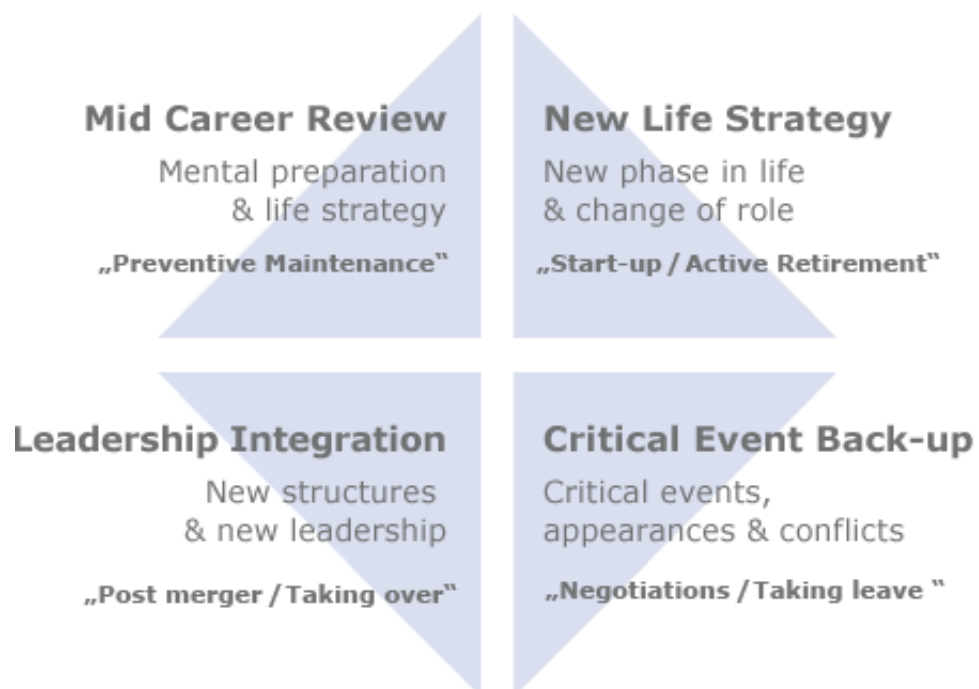 Mid Career Review
Mental preparation
& life strategy
„Preventive Maintenance“
New Life Strategy
New phase in life
& change of role
„Start-up / Active Retirement“
Leadership Integration
New structures
& new leadership
„Post merger / Taking over“
Critical Event Back-up
Critical events,
appearances & conflicts
„Negotiations / Taking leave “